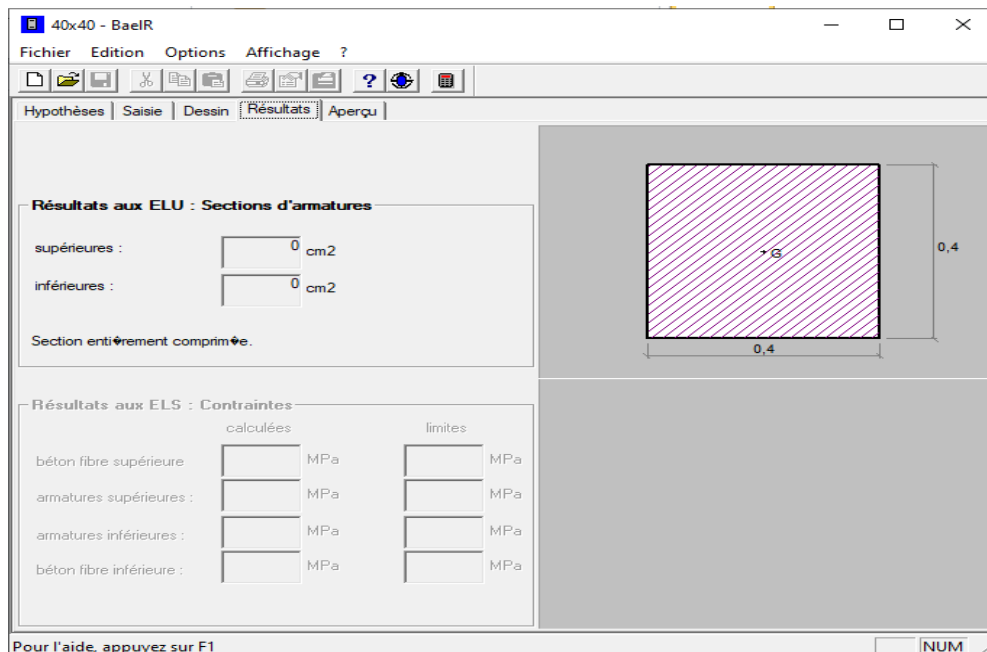 40x40 - BaelR
Fichier Edition Options Affichage ?
Hypothèses Saisie Dessin Résultats Aperçu
Résultats aux ELU : Sections d'armatures
supérieures : 0 cm2
inférieures : 0 cm2
Section enti�rement comprim�e.
Résultats aux ELS : Contraintes
calculées limites
béton fibre supérieure MPa MPa
armatures supérieures : MPa MPa
armatures inférieures : MPa MPa
béton fibre inférieure : MPa MPa
G
0,4
0,4
Pour l'aide, appuyez sur F1
NUM